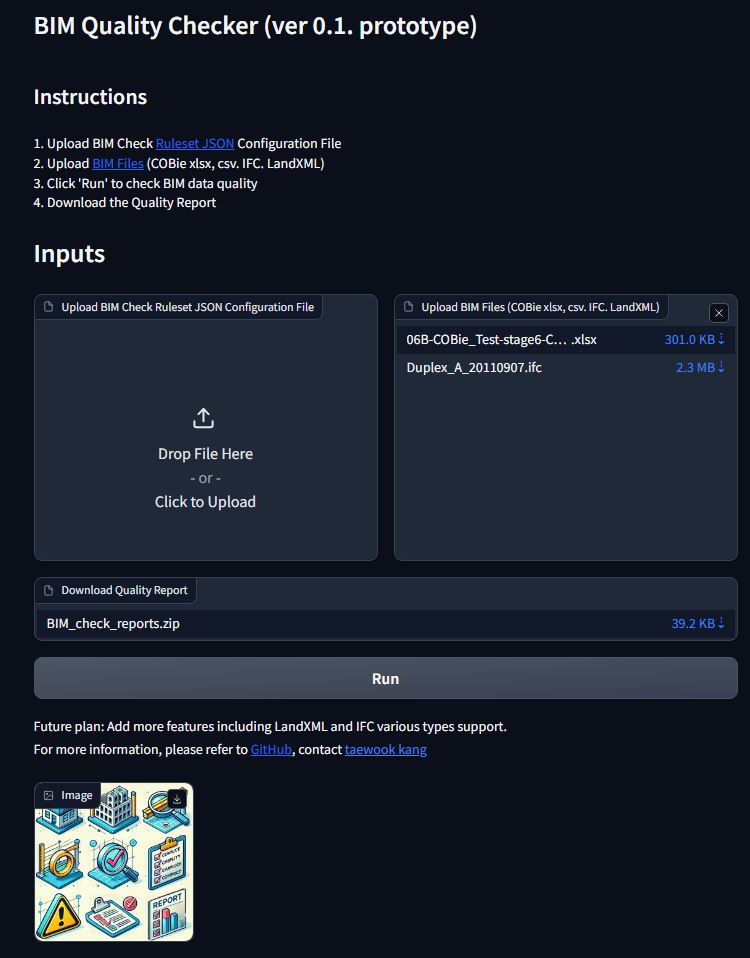 BIM Quality Checker (ver 0.1. prototype)
Instructions
1. Upload BIM Check Ruleset JSON Configuration File
2. Upload BIM Files (COBie xlsx, csv. IFC. LandXML)
3. Click 'Run' to check BIM data quality
4. Download the Quality Report
Inputs
Upload BIM Check Ruleset JSON Configuration File
Drop File Here
- or -
Click to Upload
Upload BIM Files (COBie xlsx, csv. IFC. LandXML)
06B-COBie_Test-stage6-C... .xlsx 301.0 KB ⇣
Duplex_A_20110907.ifc 2.3 MB ⇣
Download Quality Report
BIM_check_reports.zip 39.2 KB ⇣
Run
Future plan: Add more features including LandXML and IFC various types support.
For more information, please refer to GitHub, contact taewook kang
Image
REPORT